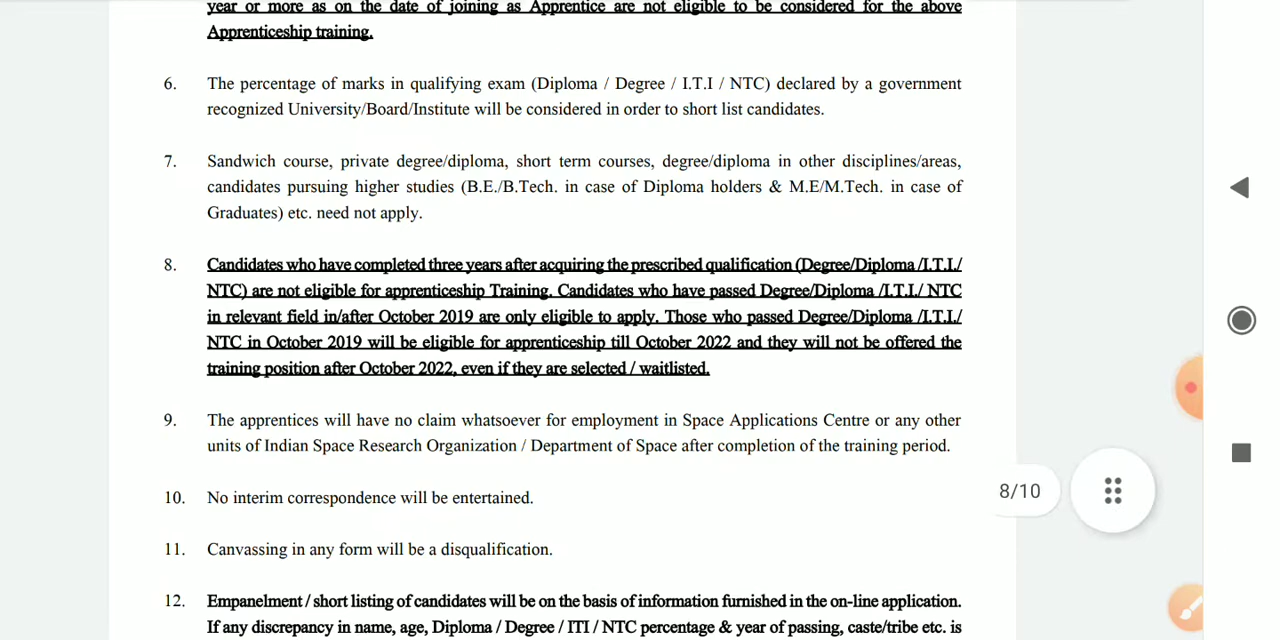 year or more as on the date of joining as Apprentice are not eligible to be considered for the above
Apprenticeship training.
6. The percentage of marks in qualifying exam (Diploma / Degree / I.T.I / NTC) declared by a government
recognized University/Board/Institute will be considered in order to short list candidates.
7. Sandwich course, private degree/diploma, short term courses, degree/diploma in other disciplines/areas,
candidates pursuing higher studies (B.E./B.Tech. in case of Diploma holders & M.E/M.Tech. in case of
Graduates) etc. need not apply.
8. Candidates who have completed three years after acquiring the prescribed qualification (Degree/Diploma /I.T.I./
NTC) are not eligible for apprenticeship Training. Candidates who have passed Degree/Diploma /I.T.I./ NTC
in relevant field in/after October 2019 are only eligible to apply. Those who passed Degree/Diploma /I.T.I./
NTC in October 2019 will be eligible for apprenticeship till October 2022 and they will not be offered the
training position after October 2022, even if they are selected / waitlisted.
9. The apprentices will have no claim whatsoever for employment in Space Applications Centre or any other
units of Indian Space Research Organization / Department of Space after completion of the training period.
8/10
10. No interim correspondence will be entertained.
11. Canvassing in any form will be a disqualification.
12. Empanelment / short listing of candidates will be on the basis of information furnished in the on-line application.
If any discrepancy in name, age, Diploma / Degree / ITI / NTC percentage & year of passing, caste/tribe etc. is